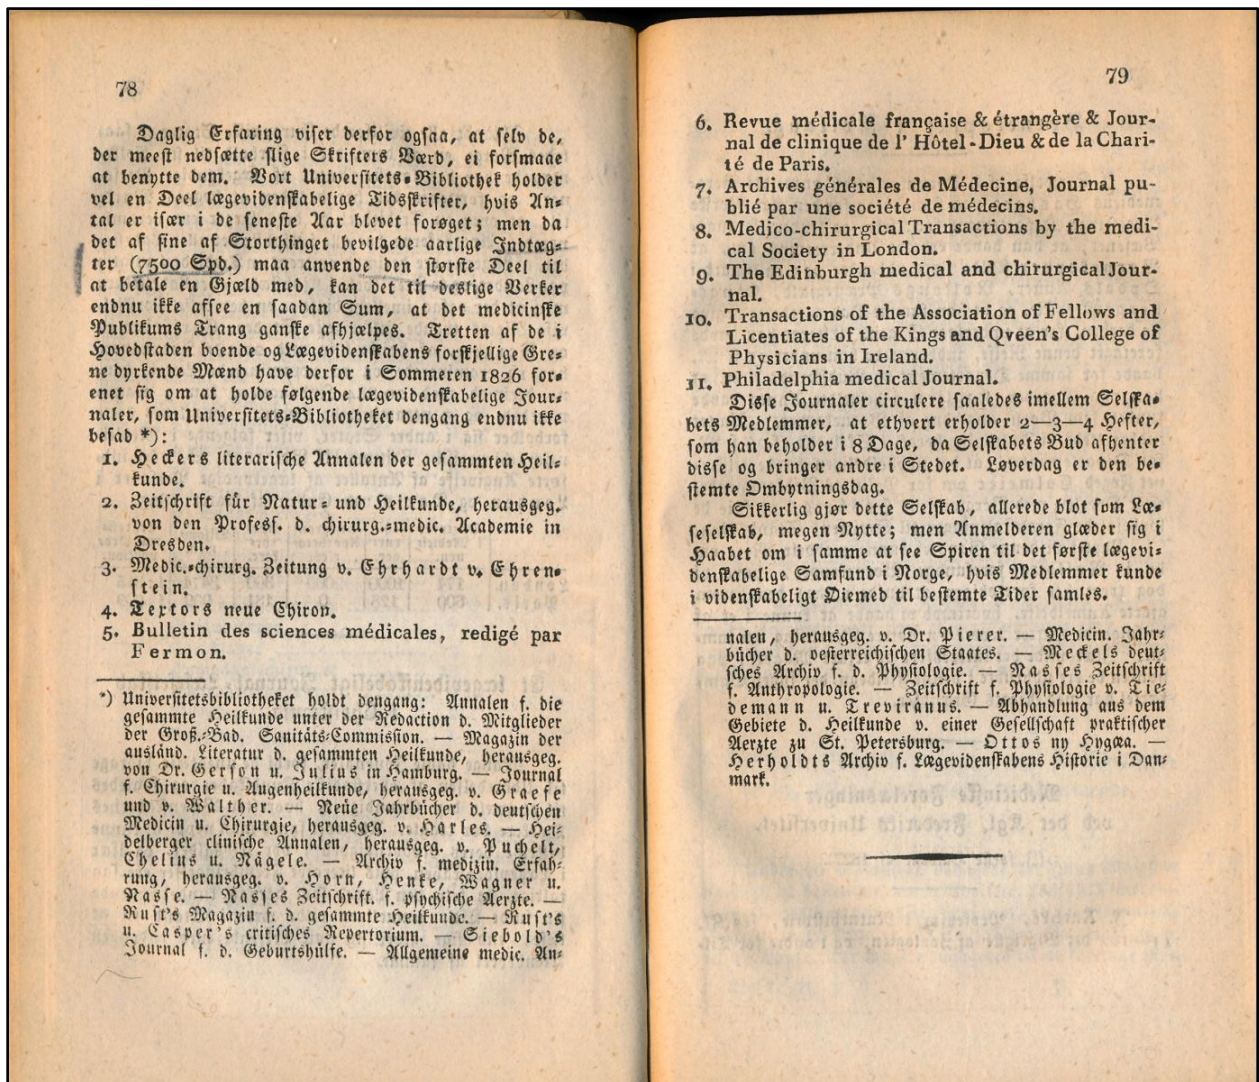 78
Daglig Erfaring viser derfor ogsaa, at selv de,
der meest nedsætte slige Skrifters Værd, ei forsmaae
at benytte dem. Vort Universitets-Bibliothek holder
vel en Deel lægevidenskabelige Tidsskrifter, hvis An-
tal er især i de seneste Aar blevet forøget; men da
det af sine af Storthinget bevilgede aarlige Indtæg-
ter (7500 Spd.) maa anvende den største Deel til
at betale en Gjæld med, kan det til deslige Verker
endnu ikke afsee en saadan Sum, at det medicinske
Publikums Trang ganske afhjælpes. Tretten af de i
Hovedstaden boende og Lægevidenskabens forskjellige Gre-
ne dyrkende Mænd have derfor i Sommeren 1826 for-
enet sig om at holde følgende lægevidenskabelige Jour-
naler, som Universitets-Bibliotheket dengang endnu ikke
besad *):
1. Heckers literarische Annalen der gesammten Heil-
kunde.
2. Zeitschrift für Natur- und Heilkunde, herausgeg.
von den Profess. d. chirurg.-medic. Academie in
Dresden.
3. Medic.-chirurg. Zeitung v. Ehrhardt v. Ehren-
stein.
4. Textors neue Chiron.
5. Bulletin des sciences médicales, redigé par
Fermon.
*) Universitetsbibliotheket holdt dengang: Annalen f. die
gesammte Heilkunde unter der Redaction d. Mitglieder
der Groß.-Bad. Sanitäts-Commission. — Magazin der
ausländ. Literatur d. gesammten Heilkunde, herausgeg.
von Dr. Gerson u. Julius in Hamburg. — Journal
f. Chirurgie u. Augenheilkunde, herausgeg. v. Graefe
und v. Walther. — Neüe Jahrbücher d. deutschen
Medicin u. Chirurgie, herausgeg. v. Harles. — Hei-
delberger clinische Annalen, herausgeg. v. Puchelt,
Chelius u. Nägele. — Archiv f. medizin. Erfah-
rung, herausgeg. v. Horn, Henke, Wagner u.
Nasse. — Nasses Zeitschrift. f. psychische Aerzte. —
Rust's Magazin f. d. gesammte Heilkunde. — Rust's
u. Casper's critisches Repertorium. — Siebold's
Journal f. d. Geburtshülfe. — Allgemeine medic. An-
79
6. Revue médicale française & étrangère & Jour-
nal de clinique de l' Hôtel-Dieu & de la Chari-
té de Paris.
7. Archives générales de Médecine, Journal pu-
blié par une société de médecins.
8. Medico-chirurgical Transactions by the medi-
cal Society in London.
9. The Edinburgh medical and chirurgical Jour-
nal.
10. Transactions of the Association of Fellows and
Licentiates of the Kings and Qveen's College of
Physicians in Ireland.
11. Philadelphia medical Journal.
Disse Journaler circulere saaledes imellem Selska-
bets Medlemmer, at ethvert erholder 2—3—4 Hefter,
som han beholder i 8 Dage, da Selskabets Bud afhenter
disse og bringer andre i Stedet. Løverdag er den be-
stemte Ombytningsdag.
Sikkerlig gjør dette Selskab, allerede blot som Læ-
seselskab, megen Nytte; men Anmelderen glæder sig i
Haabet om i samme at see Spiren til det første lægevi-
denskabelige Samfund i Norge, hvis Medlemmer kunde
i videnskabeligt Øiemed til bestemte Tider samles.
nalen, herausgeg. v. Dr. Pierer. — Medicin. Jahr-
bücher d. oesterreichischen Staates. — Meckels deut-
sches Archiv f. d. Physiologie. — Nasses Zeitschrift
f. Anthropologie. — Zeitschrift f. Physiologie v. Tie-
demann u. Treviranus. — Abhandlung aus dem
Gebiete d. Heilkunde v. einer Gesellschaft praktischer
Aerzte zu St. Petersburg. — Ottos ny Hygæa. —
Herholdts Archiv f. Lægevidenskabens Historie i Dan-
mark.